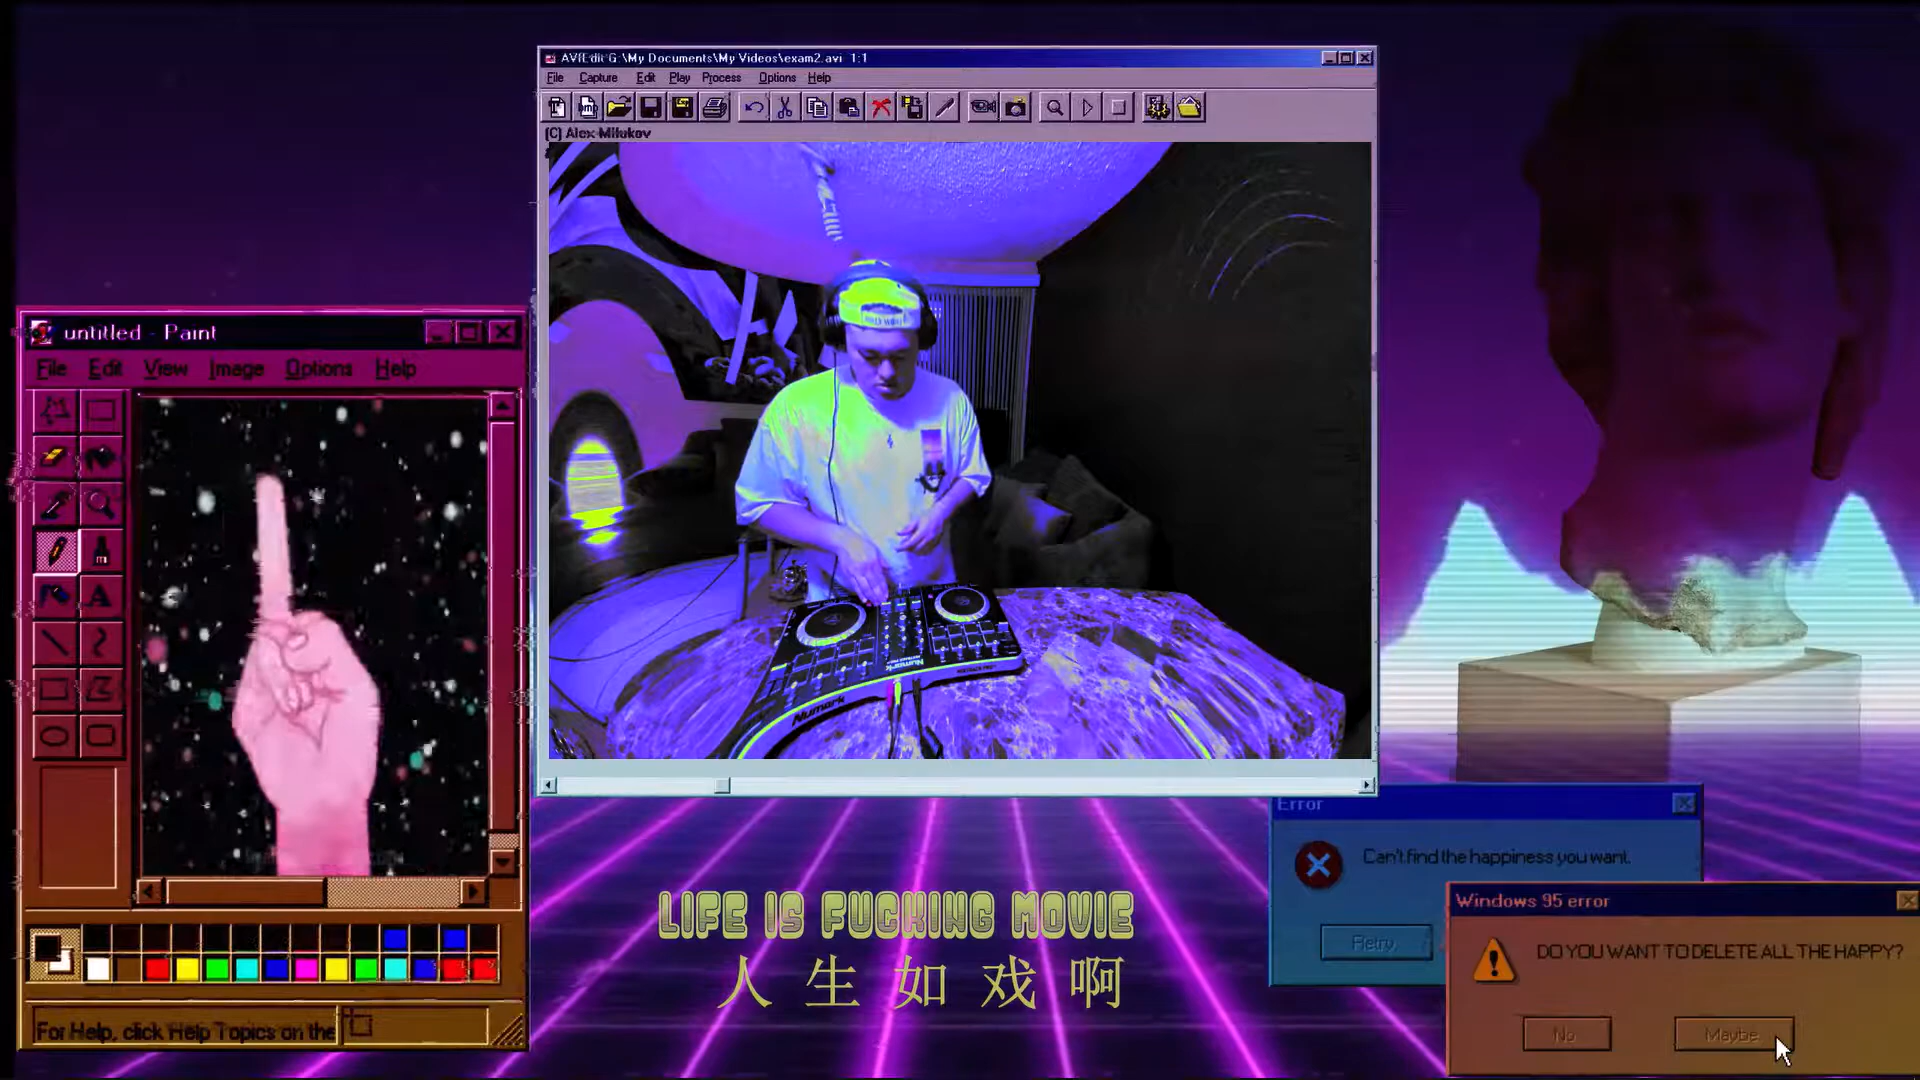 AVIEdit G:\My Documents\My Videos\exam2.avi 1:1
File Capture Edit Play Process Options Help
(C) Alex Milukov
untitled - Paint
File Edit View Image Options Help
A
Numark
Numark
For Help, click Help Topics on the
LIFE IS FUCKING MOVIE
人生如戏啊
Error
Can't find the happiness you want.
Retry
Windows 95 error
DO YOU WANT TO DELETE ALL THE HAPPY?
No Maybe